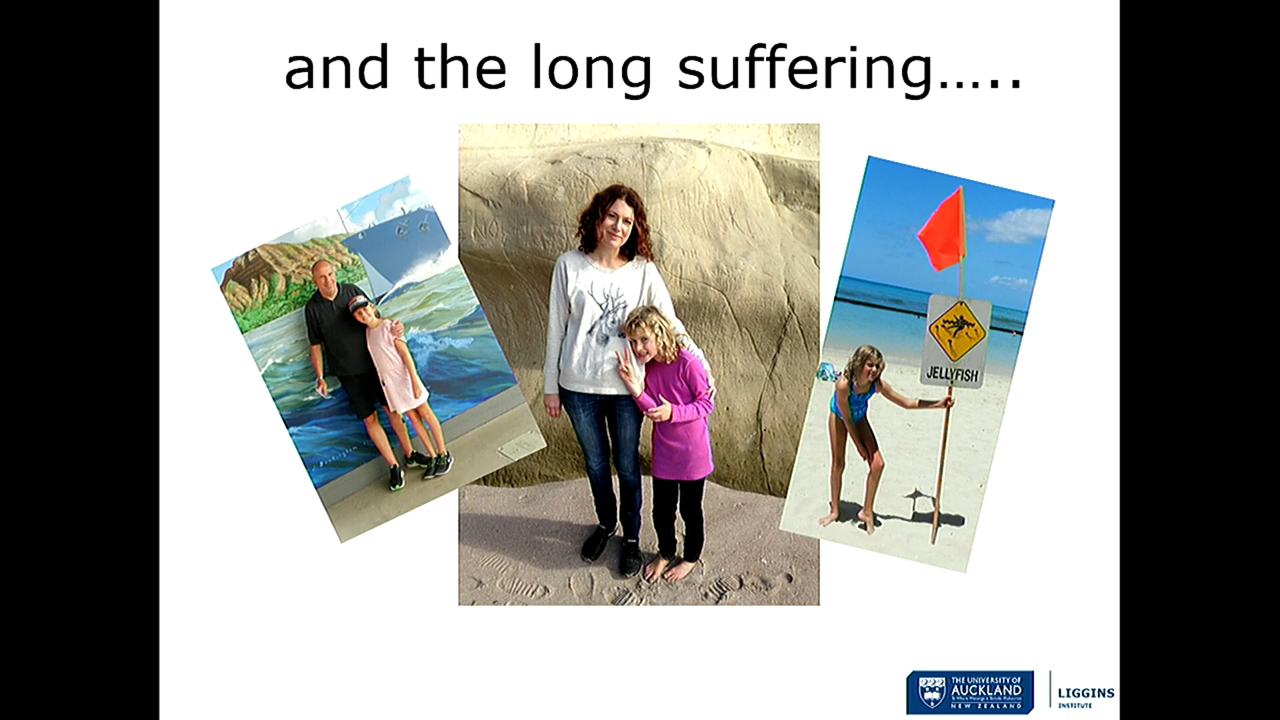 and the long suffering…..
JELLYFISH
THE UNIVERSITY OF
AUCKLAND
NEW ZEALAND
LIGGINS
INSTITUTE